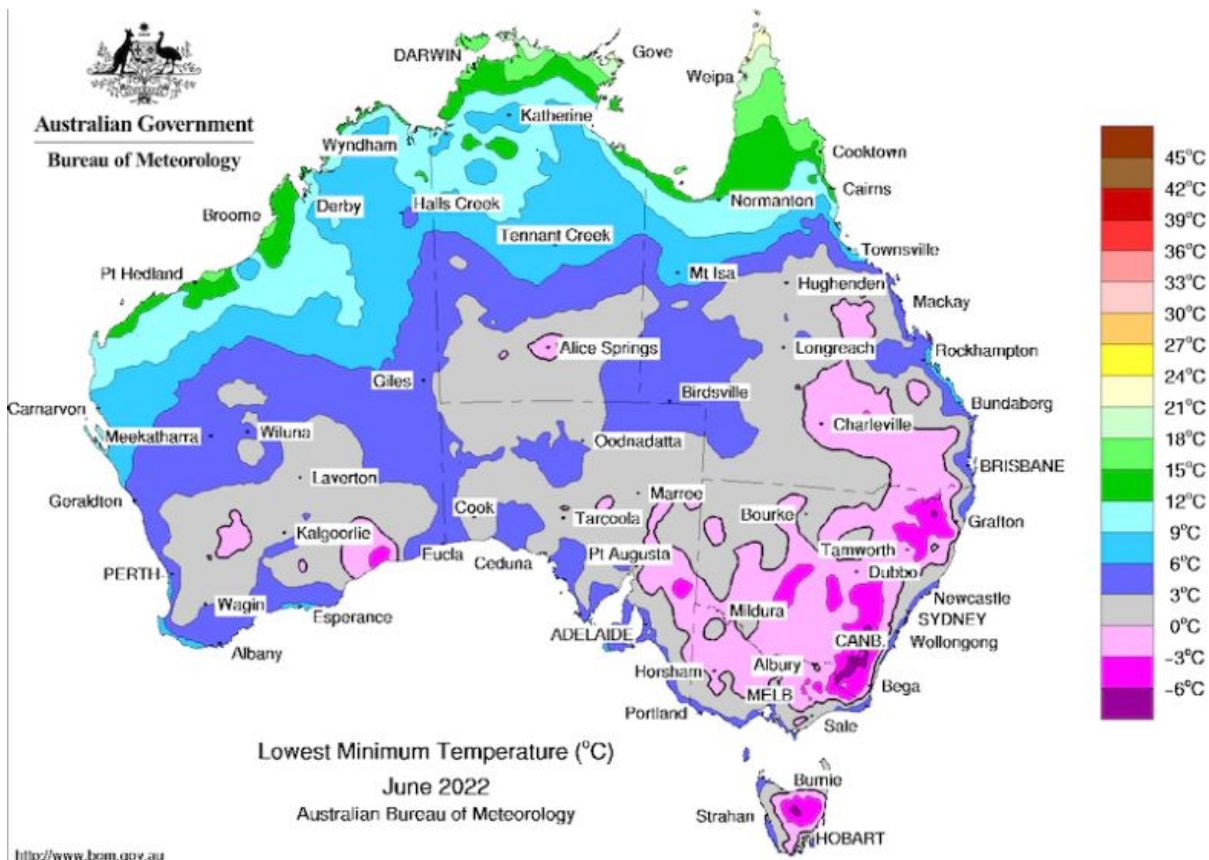 Australian Government
Bureau of Meteorology
DARWIN
Gove
Weipa
Katherine
Wyndham
Cooktown
Cairns
Broome
Derby
Halls Creek
Normanton
Tennant Creek
Townsville
Pt Hedland
Mt Isa
Hughenden
Mackay
Alice Springs
Longreach
Rockhampton
Giles
Birdsville
Carnarvon
Bundaberg
Meekatharra
Wiluna
Charleville
Oodnadatta
BRISBANE
Laverton
Geraldton
Marree
Cook
Tarcoola
Bourke
Grafton
Kalgoorlie
Eucla
Ceduna
Pt Augusta
Tamworth
PERTH
Dubbo
Wagin
Esperance
Mildura
Newcastle
SYDNEY
ADELAIDE
CANB.
Wollongong
Albany
Horsham
Albury
MELB
Bega
Portland
Sale
Burnie
Strahan
HOBART
45°C
42°C
39°C
36°C
33°C
30°C
27°C
24°C
21°C
18°C
15°C
12°C
9°C
6°C
3°C
0°C
-3°C
-6°C
Lowest Minimum Temperature (°C)
June 2022
Australian Bureau of Meteorology
http://www.bom.gov.au